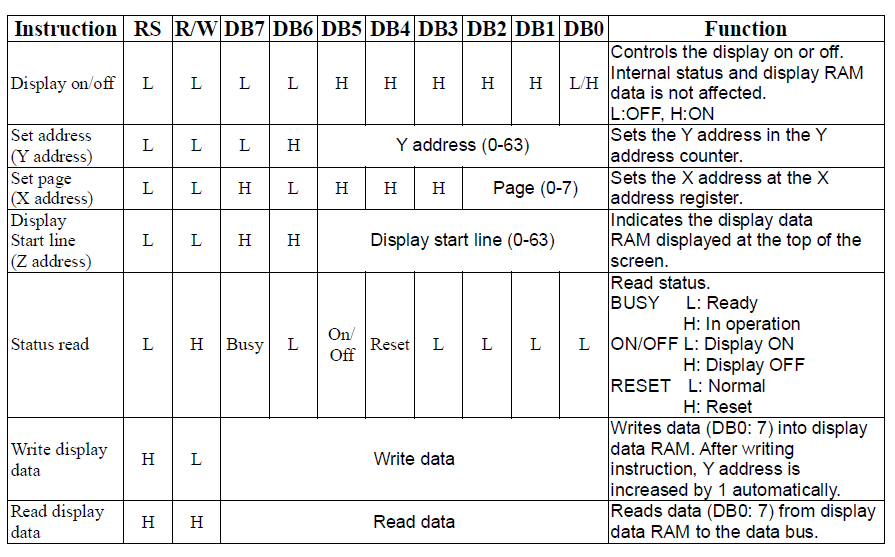 Instruction RS R/W DB7 DB6 DB5 DB4 DB3 DB2 DB1 DB0 Function
Display on/off L L L L H H H H H L/H
Controls the display on or off.
Internal status and display RAM
data is not affected.
L:OFF, H:ON
Set address
(Y address)
L L L H Y address (0-63)
Sets the Y address in the Y
address counter.
Set page
(X address)
L L H L H H H Page (0-7)
Sets the X address at the X
address register.
Display
Start line
(Z address)
L L H H Display start line (0-63)
Indicates the display data
RAM displayed at the top of the
screen.
Status read L H Busy L
On/
Off
Reset L L L L
Read status.
BUSY L: Ready
H: In operation
ON/OFF L: Display ON
H: Display OFF
RESET L: Normal
H: Reset
Write display
data
H L Write data
Writes data (DB0: 7) into display
data RAM. After writing
instruction, Y address is
increased by 1 automatically.
Read display
data
H H Read data
Reads data (DB0: 7) from display
data RAM to the data bus.